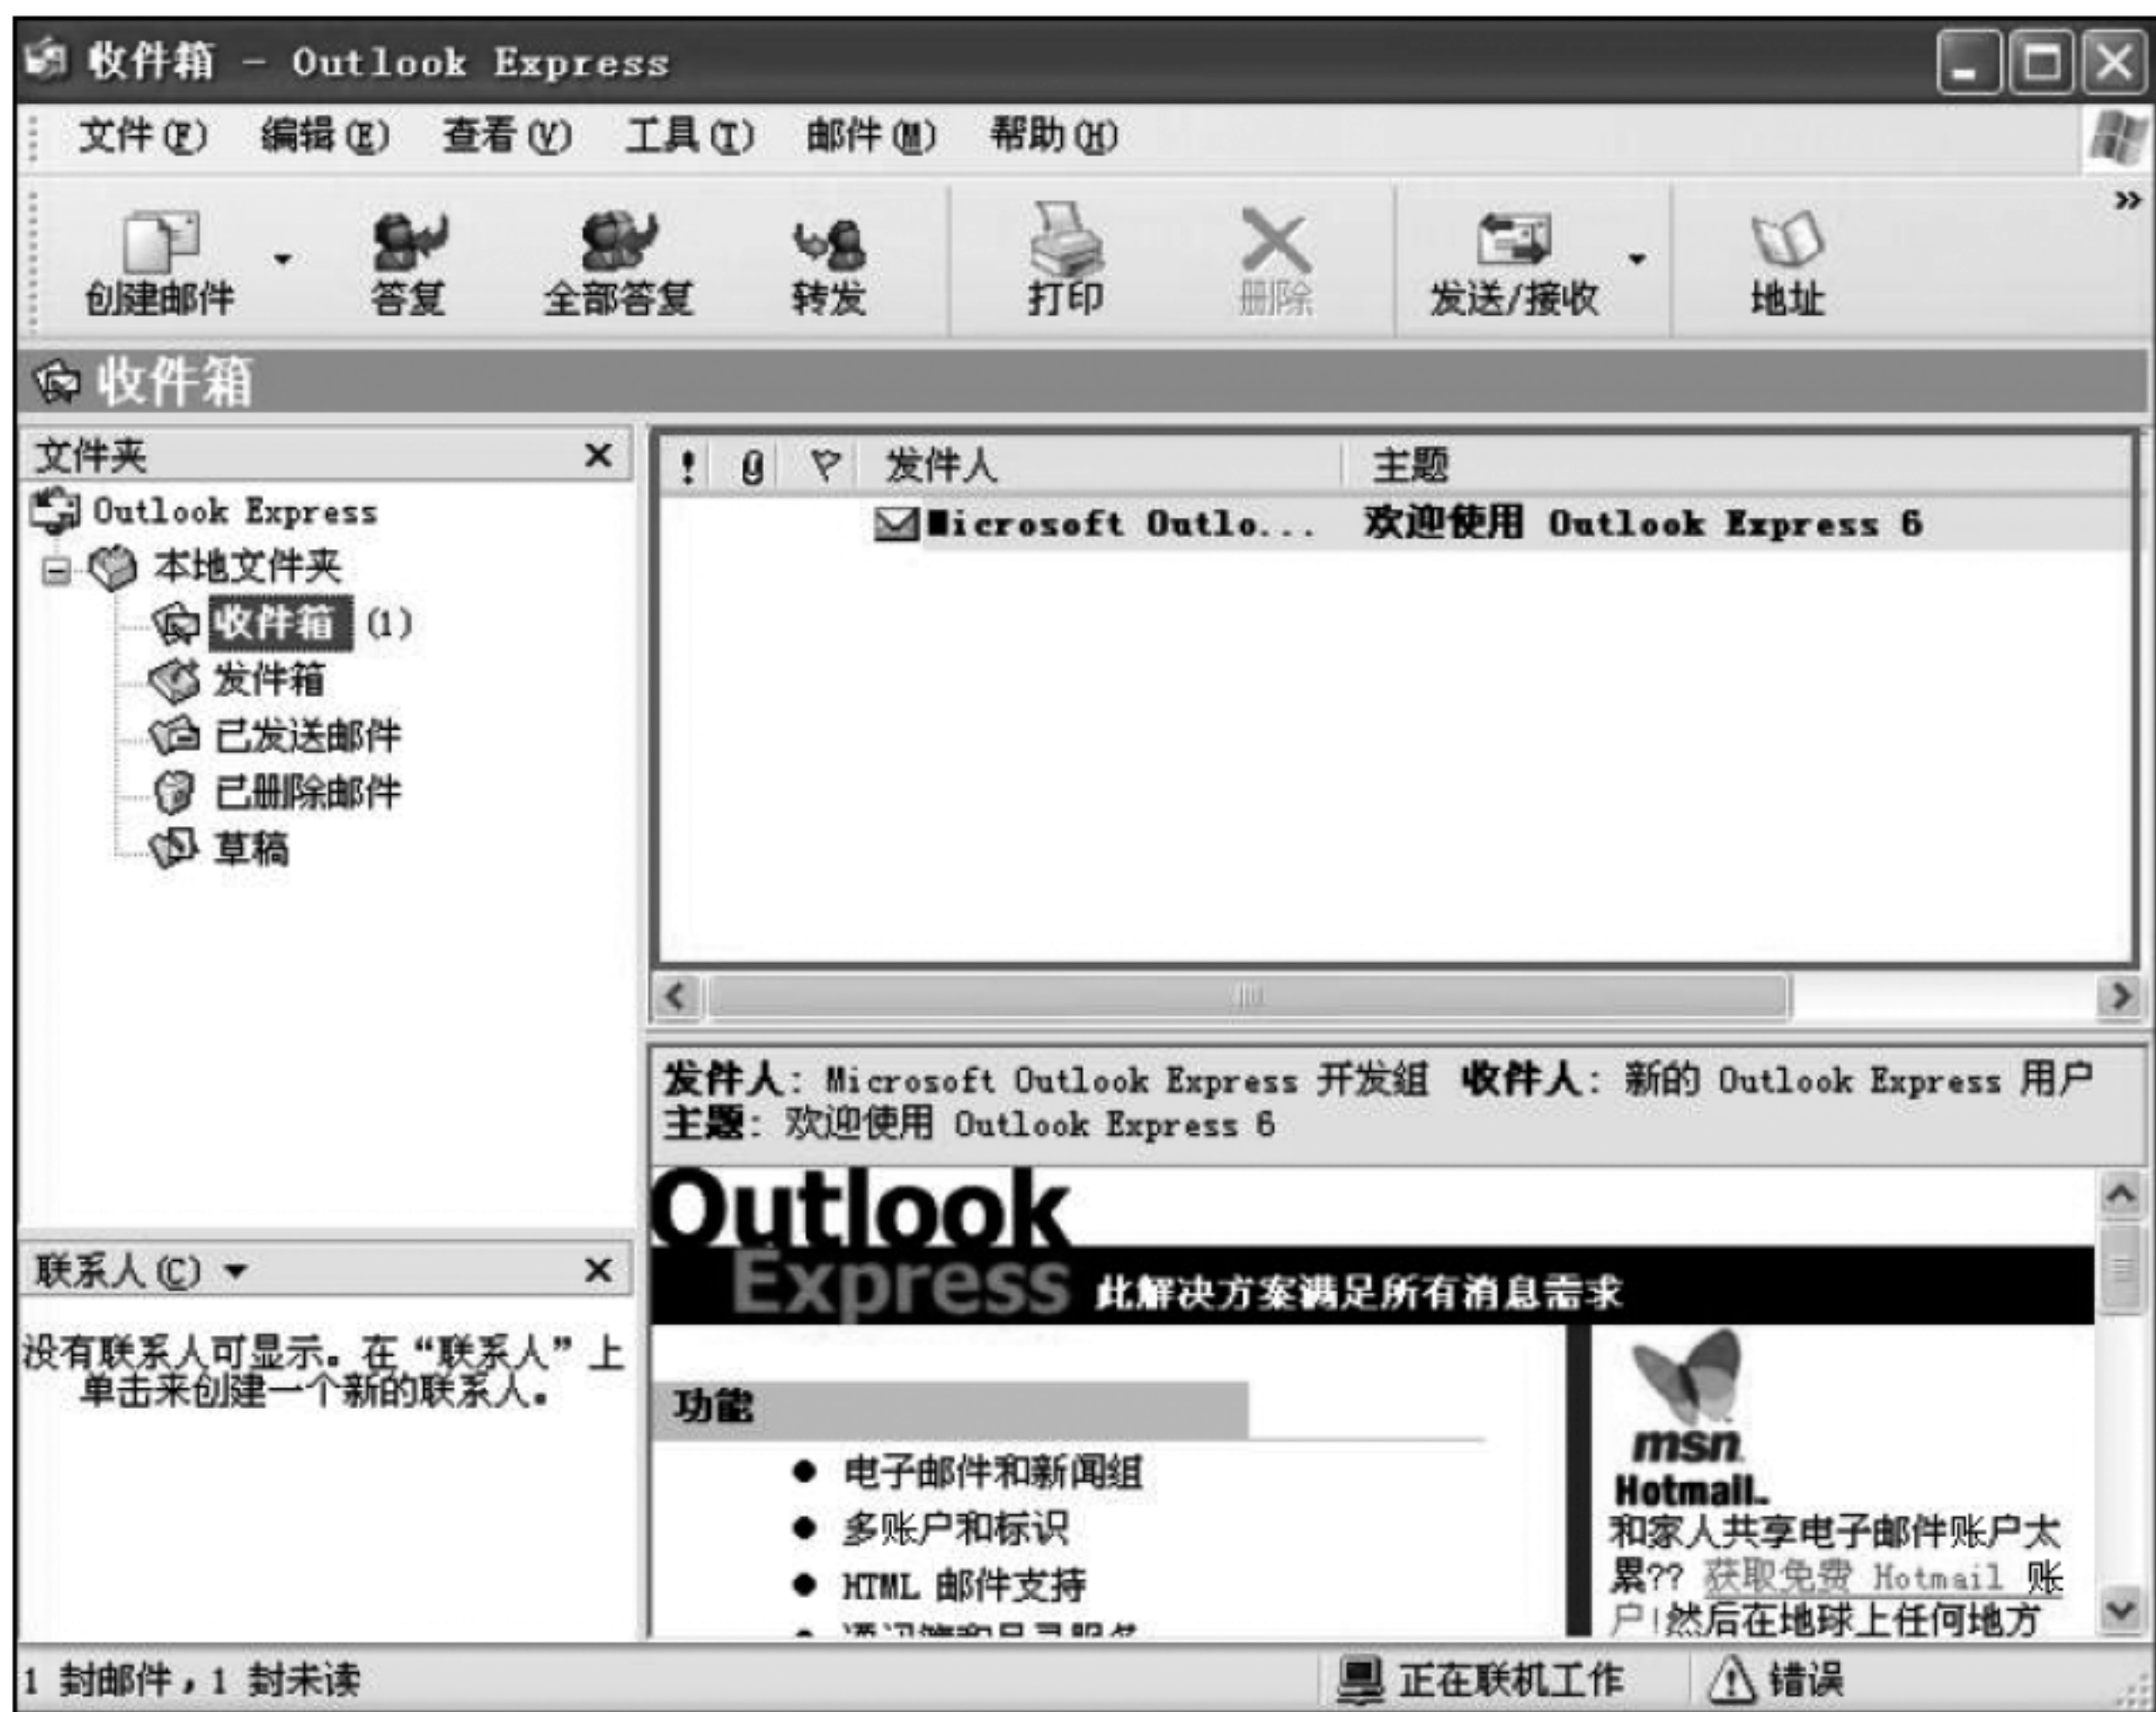 收件箱 - Outlook Express
文件(F) 编辑(E) 查看(V) 工具(T) 邮件(M) 帮助(H)
创建邮件 答复 全部答复 转发 打印 删除 发送/接收 地址
收件箱
文件夹
Outlook Express
本地文件夹
收件箱 (1)
发件箱
已发送邮件
已删除邮件
草稿
! 发件人 主题
Microsoft Outlo... 欢迎使用 Outlook Express 6
发件人: Microsoft Outlook Express 开发组 收件人: 新的 Outlook Express 用户
主题: 欢迎使用 Outlook Express 6
Outlook
Express 此解决方案满足所有消息需求
功能
电子邮件和新闻组
多账户和标识
HTML 邮件支持
msn
Hotmail
和家人共享电子邮件账户太
累?? 获取免费 Hotmail 账
户!然后在地球上任何地方
联系人(C)
没有联系人可显示。在“联系人”上
单击来创建一个新的联系人。
1 封邮件，1 封未读 正在联机工作 错误